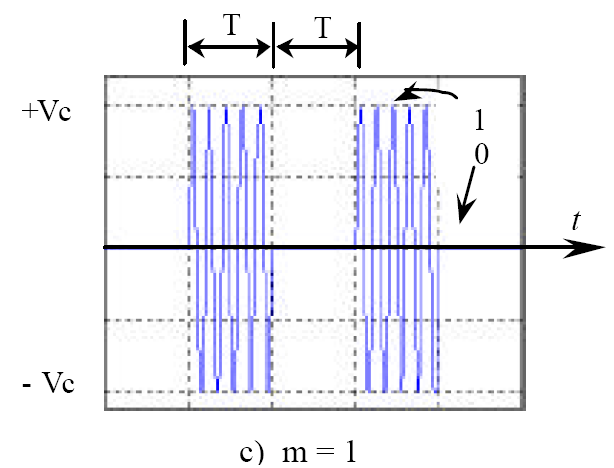 T T
+Vc
1
0
t
- Vc
c) m = 1